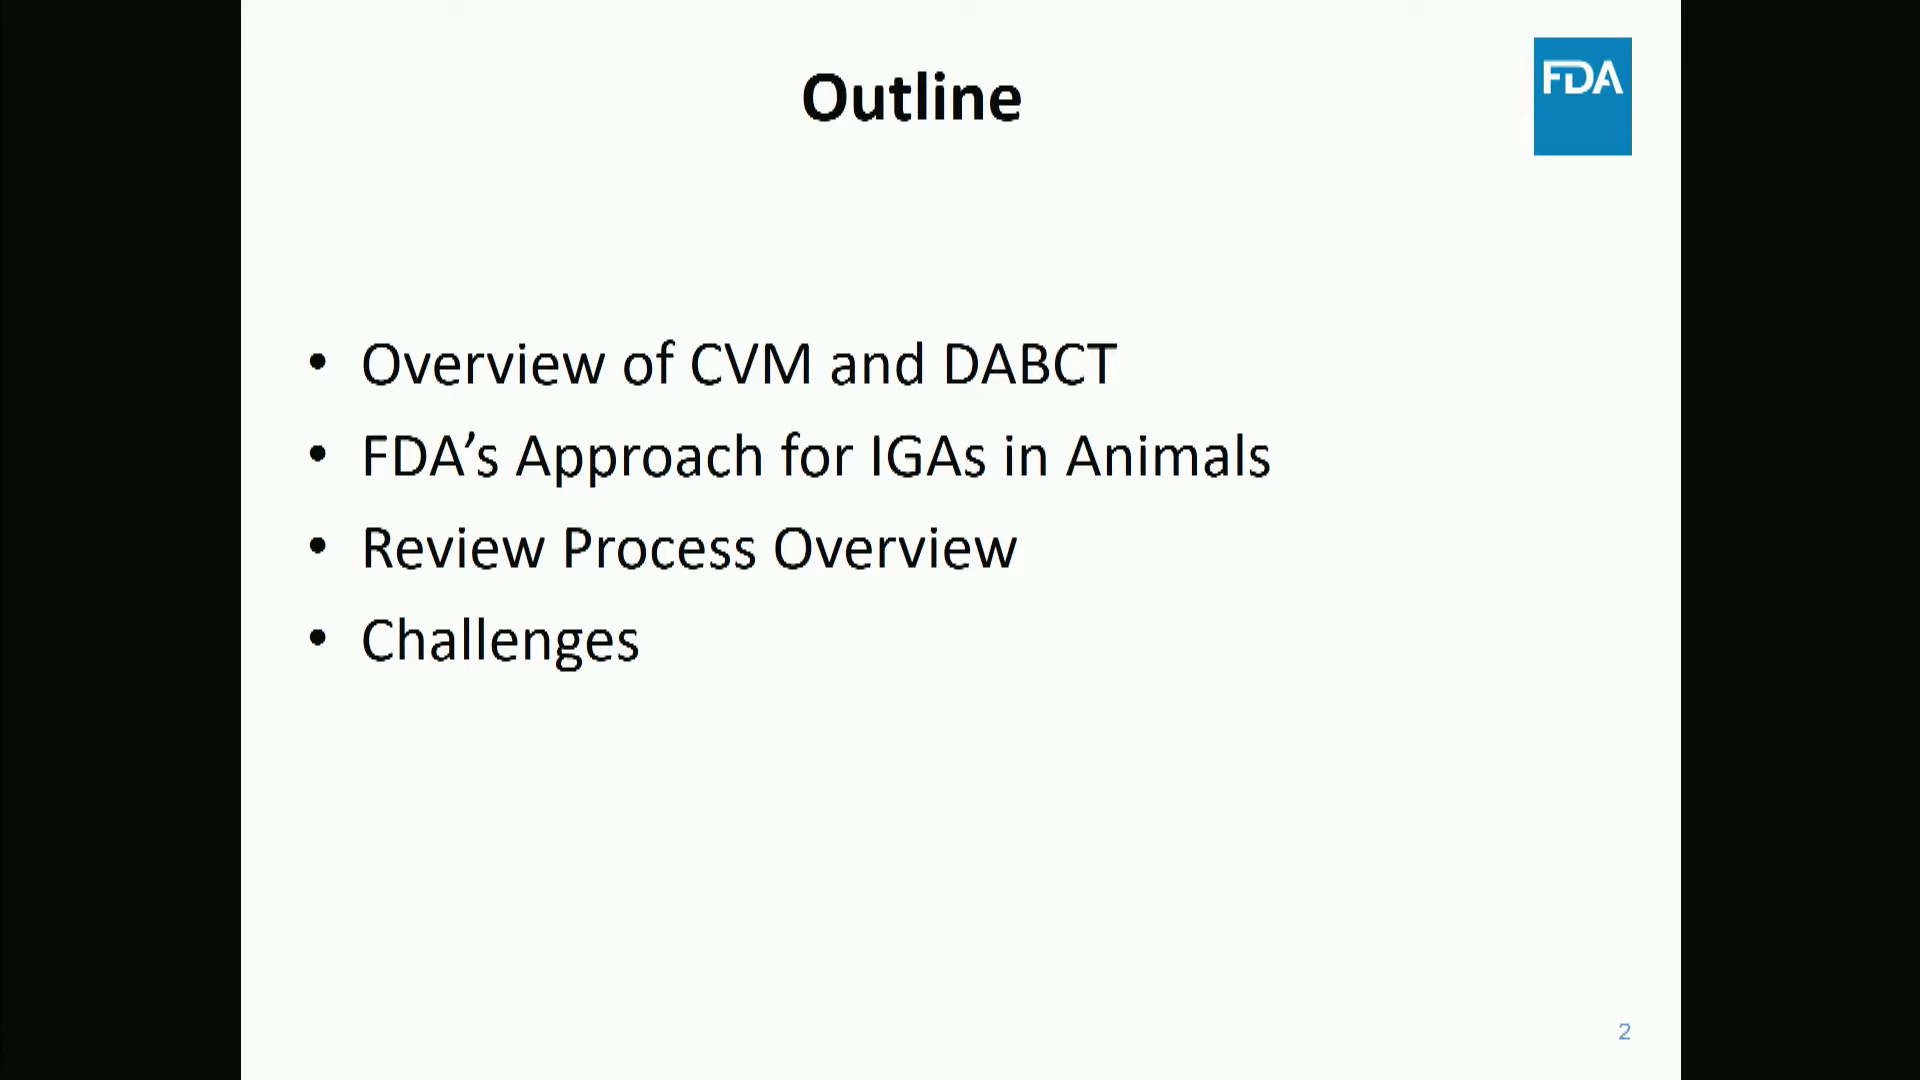 Outline
FDA
• Overview of CVM and DABCT
• FDA’s Approach for IGAs in Animals
• Review Process Overview
• Challenges
2